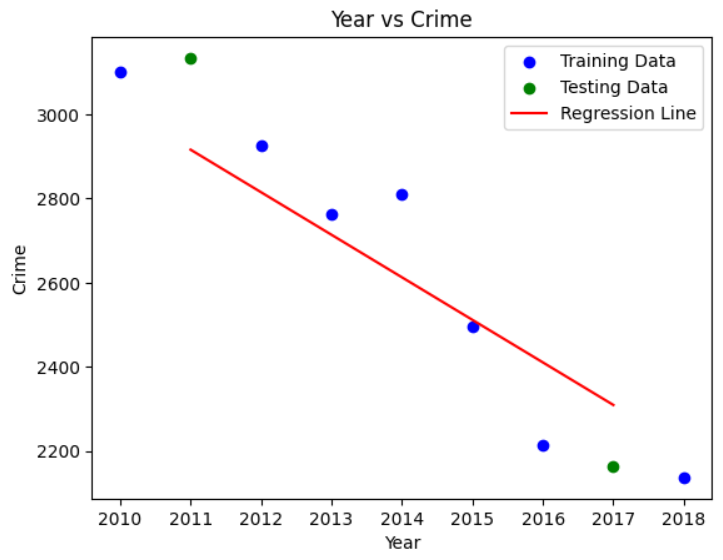 Year vs Crime
Training Data
Testing Data
Regression Line
Crime
3000
2800
2600
2400
2200
2010 2011 2012 2013 2014 2015 2016 2017 2018
Year